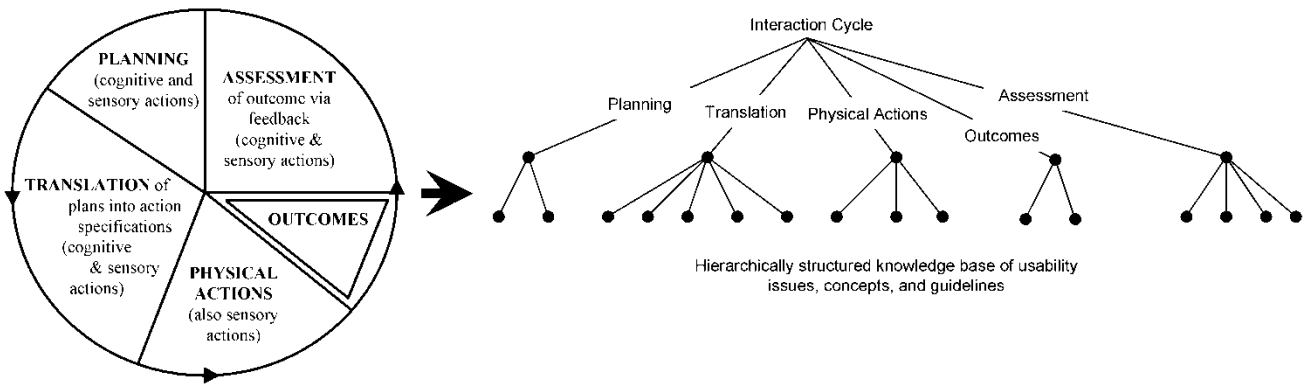 PLANNING
(cognitive and
sensory actions)
ASSESSMENT
of outcome via
feedback
(cognitive &
sensory actions)
TRANSLATION of
plans into action
specifications
(cognitive
& sensory
actions)
OUTCOMES
PHYSICAL
ACTIONS
(also sensory
actions)
Interaction Cycle
Planning
Translation
Physical Actions
Outcomes
Assessment
Hierarchically structured knowledge base of usability
issues, concepts, and guidelines